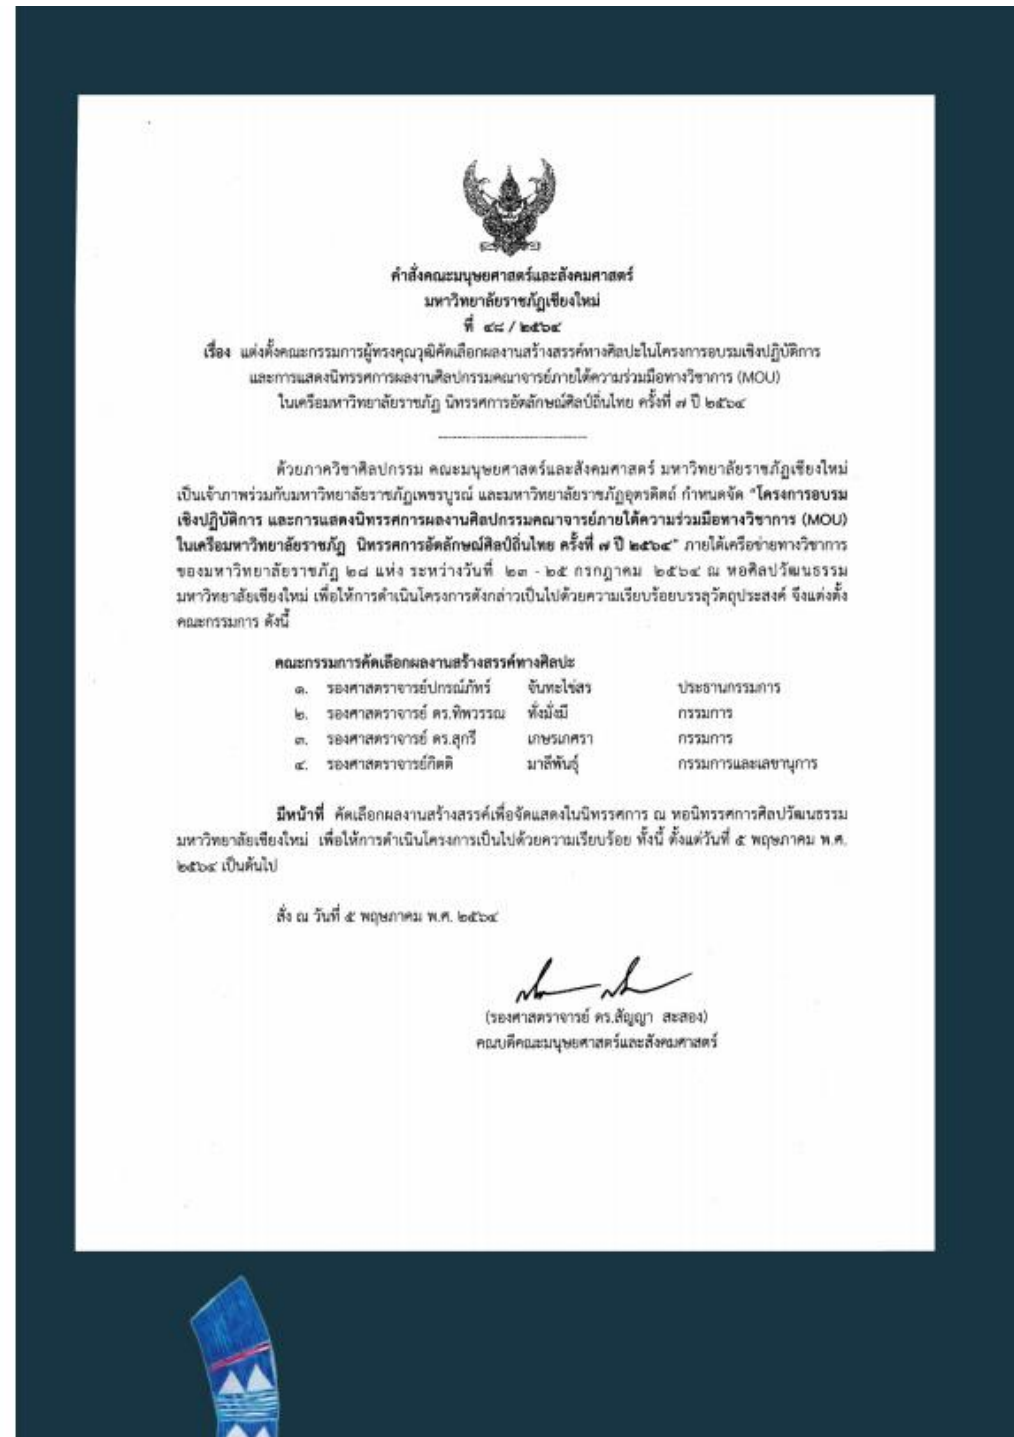 คำสั่งคณะมนุษยศาสตร์และสังคมศาสตร์
มหาวิทยาลัยราชภัฏเชียงใหม่
ที่ ๔๘ / ๒๕๖๔
เรื่อง แต่งตั้งคณะกรรมการผู้ทรงคุณวุฒิคัดเลือกผลงานสร้างสรรค์ทางศิลปะในโครงการอบรมเชิงปฏิบัติการ
และการแสดงนิทรรศการผลงานศิลปกรรมคณาจารย์ภายใต้ความร่วมมือทางวิชาการ (MOU)
ในเครือมหาวิทยาลัยราชภัฏ นิทรรศการอัตลักษณ์ศิลป์ถิ่นไทย ครั้งที่ ๗ ปี ๒๕๖๔
ด้วยภาควิชาศิลปกรรม คณะมนุษยศาสตร์และสังคมศาสตร์ มหาวิทยาลัยราชภัฏเชียงใหม่
เป็นเจ้าภาพร่วมกับมหาวิทยาลัยราชภัฏเพชรบูรณ์ และมหาวิทยาลัยราชภัฏอุตรดิตถ์ กำหนดจัด "โครงการอบรม
เชิงปฏิบัติการ และการแสดงนิทรรศการผลงานศิลปกรรมคณาจารย์ภายใต้ความร่วมมือทางวิชาการ (MOU)
ในเครือมหาวิทยาลัยราชภัฏ นิทรรศการอัตลักษณ์ศิลป์ถิ่นไทย ครั้งที่ ๗ ปี ๒๕๖๔" ภายใต้เครือข่ายทางวิชาการ
ของมหาวิทยาลัยราชภัฏ ๒๘ แห่ง ระหว่างวันที่ ๒๓ - ๒๕ กรกฎาคม ๒๕๖๔ ณ หอศิลปวัฒนธรรม
มหาวิทยาลัยเชียงใหม่ เพื่อให้การดำเนินโครงการดังกล่าวเป็นไปด้วยความเรียบร้อยบรรลุวัตถุประสงค์ จึงแต่งตั้ง
คณะกรรมการ ดังนี้
คณะกรรมการคัดเลือกผลงานสร้างสรรค์ทางศิลปะ
๑. รองศาสตราจารย์ปกรณ์ภัทร์ จันทะไข่สร ประธานกรรมการ
๒. รองศาสตราจารย์ ดร.ทิพวรรณ ทั่งมั่งมี กรรมการ
๓. รองศาสตราจารย์ ดร.สุกรี เกษรเกศรา กรรมการ
๔. รองศาสตราจารย์กิตติ มาลีพันธุ์ กรรมการและเลขานุการ
มีหน้าที่ คัดเลือกผลงานสร้างสรรค์เพื่อจัดแสดงในนิทรรศการ ณ หอนิทรรศการศิลปวัฒนธรรม
มหาวิทยาลัยเชียงใหม่ เพื่อให้การดำเนินโครงการเป็นไปด้วยความเรียบร้อย ทั้งนี้ ตั้งแต่วันที่ ๕ พฤษภาคม พ.ศ.
๒๕๖๔ เป็นต้นไป
สั่ง ณ วันที่ ๕ พฤษภาคม พ.ศ. ๒๕๖๔
(รองศาสตราจารย์ ดร.สัญญา สะสอง)
คณบดีคณะมนุษยศาสตร์และสังคมศาสตร์